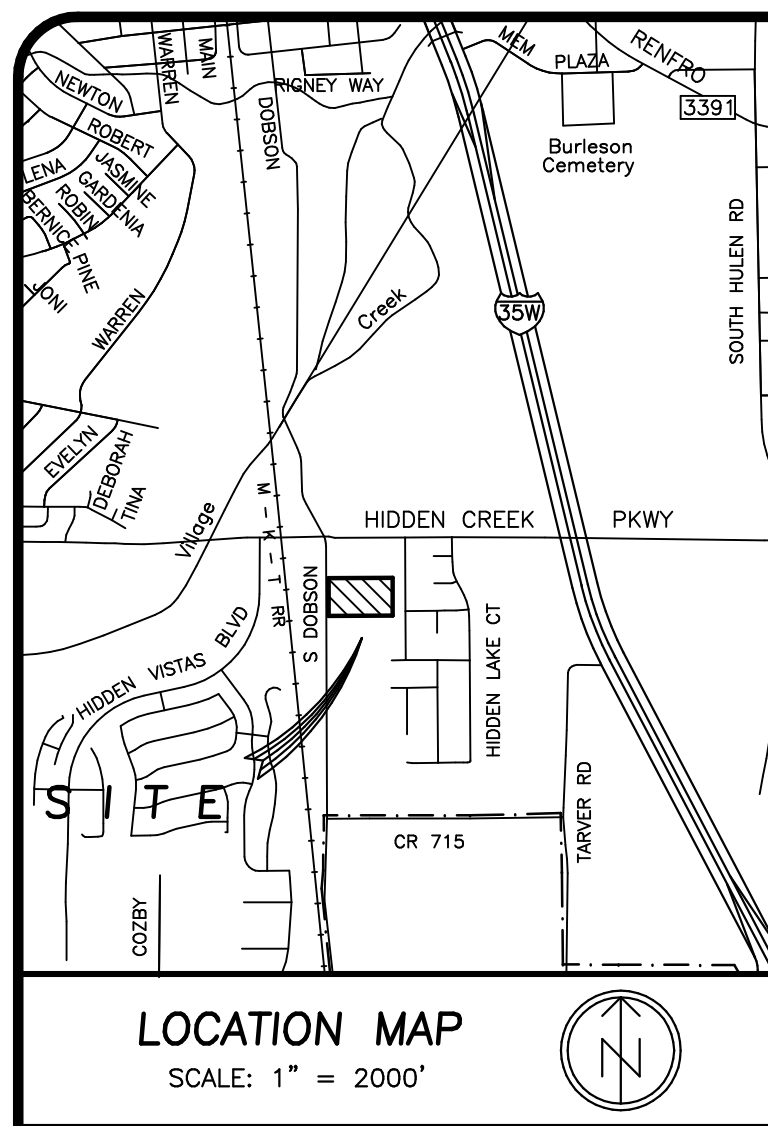 WARREN
MAIN
MEM
PLAZA
RENFRO
NEWTON
RIGNEY WAY
3391
DOBSON
ROBERT
Burleson
Cemetery
LENA
JASMINE
GARDENIA
ROBIN
BERNICE
PINE
JONI
WARREN
Creek
35W
SOUTH HULEN RD
EVELYN
DEBORAH
TINA
Village
M-K-T RR
HIDDEN CREEK PKWY
S DOBSON
HIDDEN VISTAS BLVD
HIDDEN LAKE CT
SITE
TARVER RD
CR 715
COZBY
LOCATION MAP
SCALE: 1" = 2000'
N